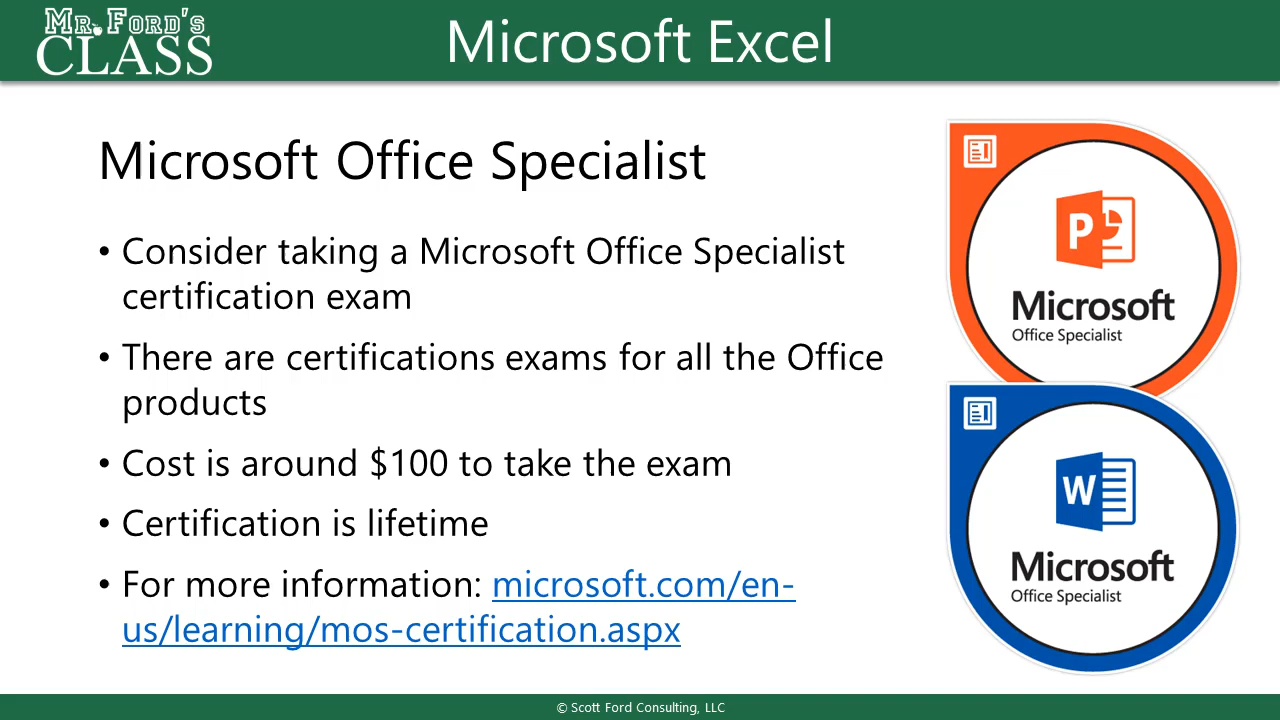 Mr. Ford's
CLASS
Microsoft Excel
Microsoft Office Specialist
• Consider taking a Microsoft Office Specialist
certification exam
• There are certifications exams for all the Office
products
• Cost is around $100 to take the exam
• Certification is lifetime
• For more information: microsoft.com/en-
us/learning/mos-certification.aspx
P
Microsoft
Office Specialist
W
Microsoft
Office Specialist
© Scott Ford Consulting, LLC